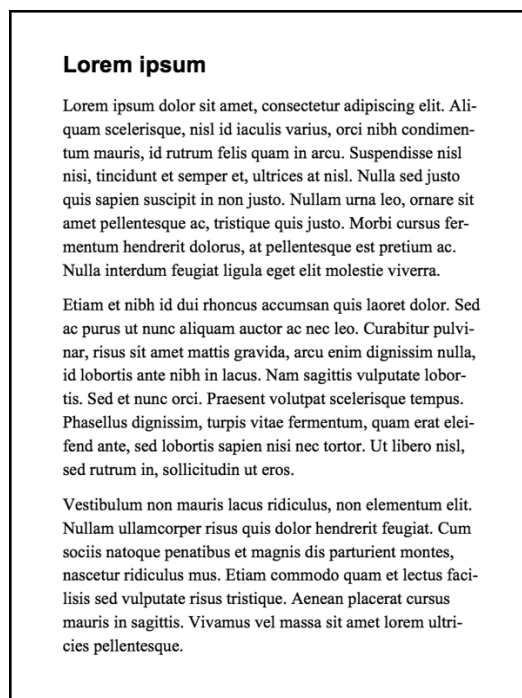 Lorem ipsum
Lorem ipsum dolor sit amet, consectetur adipiscing elit. Ali-
quam scelerisque, nisl id iaculis varius, orci nibh condimen-
tum mauris, id rutrum felis quam in arcu. Suspendisse nisl
nisi, tincidunt et semper et, ultrices at nisl. Nulla sed justo
quis sapien suscipit in non justo. Nullam urna leo, ornare sit
amet pellentesque ac, tristique quis justo. Morbi cursus fer-
mentum hendrerit dolorus, at pellentesque est pretium ac.
Nulla interdum feugiat ligula eget elit molestie viverra.
Etiam et nibh id dui rhoncus accumsan quis laoret dolor. Sed
ac purus ut nunc aliquam auctor ac nec leo. Curabitur pulvi-
nar, risus sit amet mattis gravida, arcu enim dignissim nulla,
id lobortis ante nibh in lacus. Nam sagittis vulputate lobor-
tis. Sed et nunc orci. Praesent volutpat scelerisque tempus.
Phasellus dignissim, turpis vitae fermentum, quam erat elei-
fend ante, sed lobortis sapien nisi nec tortor. Ut libero nisl,
sed rutrum in, sollicitudin ut eros.
Vestibulum non mauris lacus ridiculus, non elementum elit.
Nullam ullamcorper risus quis dolor hendrerit feugiat. Cum
sociis natoque penatibus et magnis dis parturient montes,
nascetur ridiculus mus. Etiam commodo quam et lectus faci-
lisis sed vulputate risus tristique. Aenean placerat cursus
mauris in sagittis. Vivamus vel massa sit amet lorem ultri-
cies pellentesque.